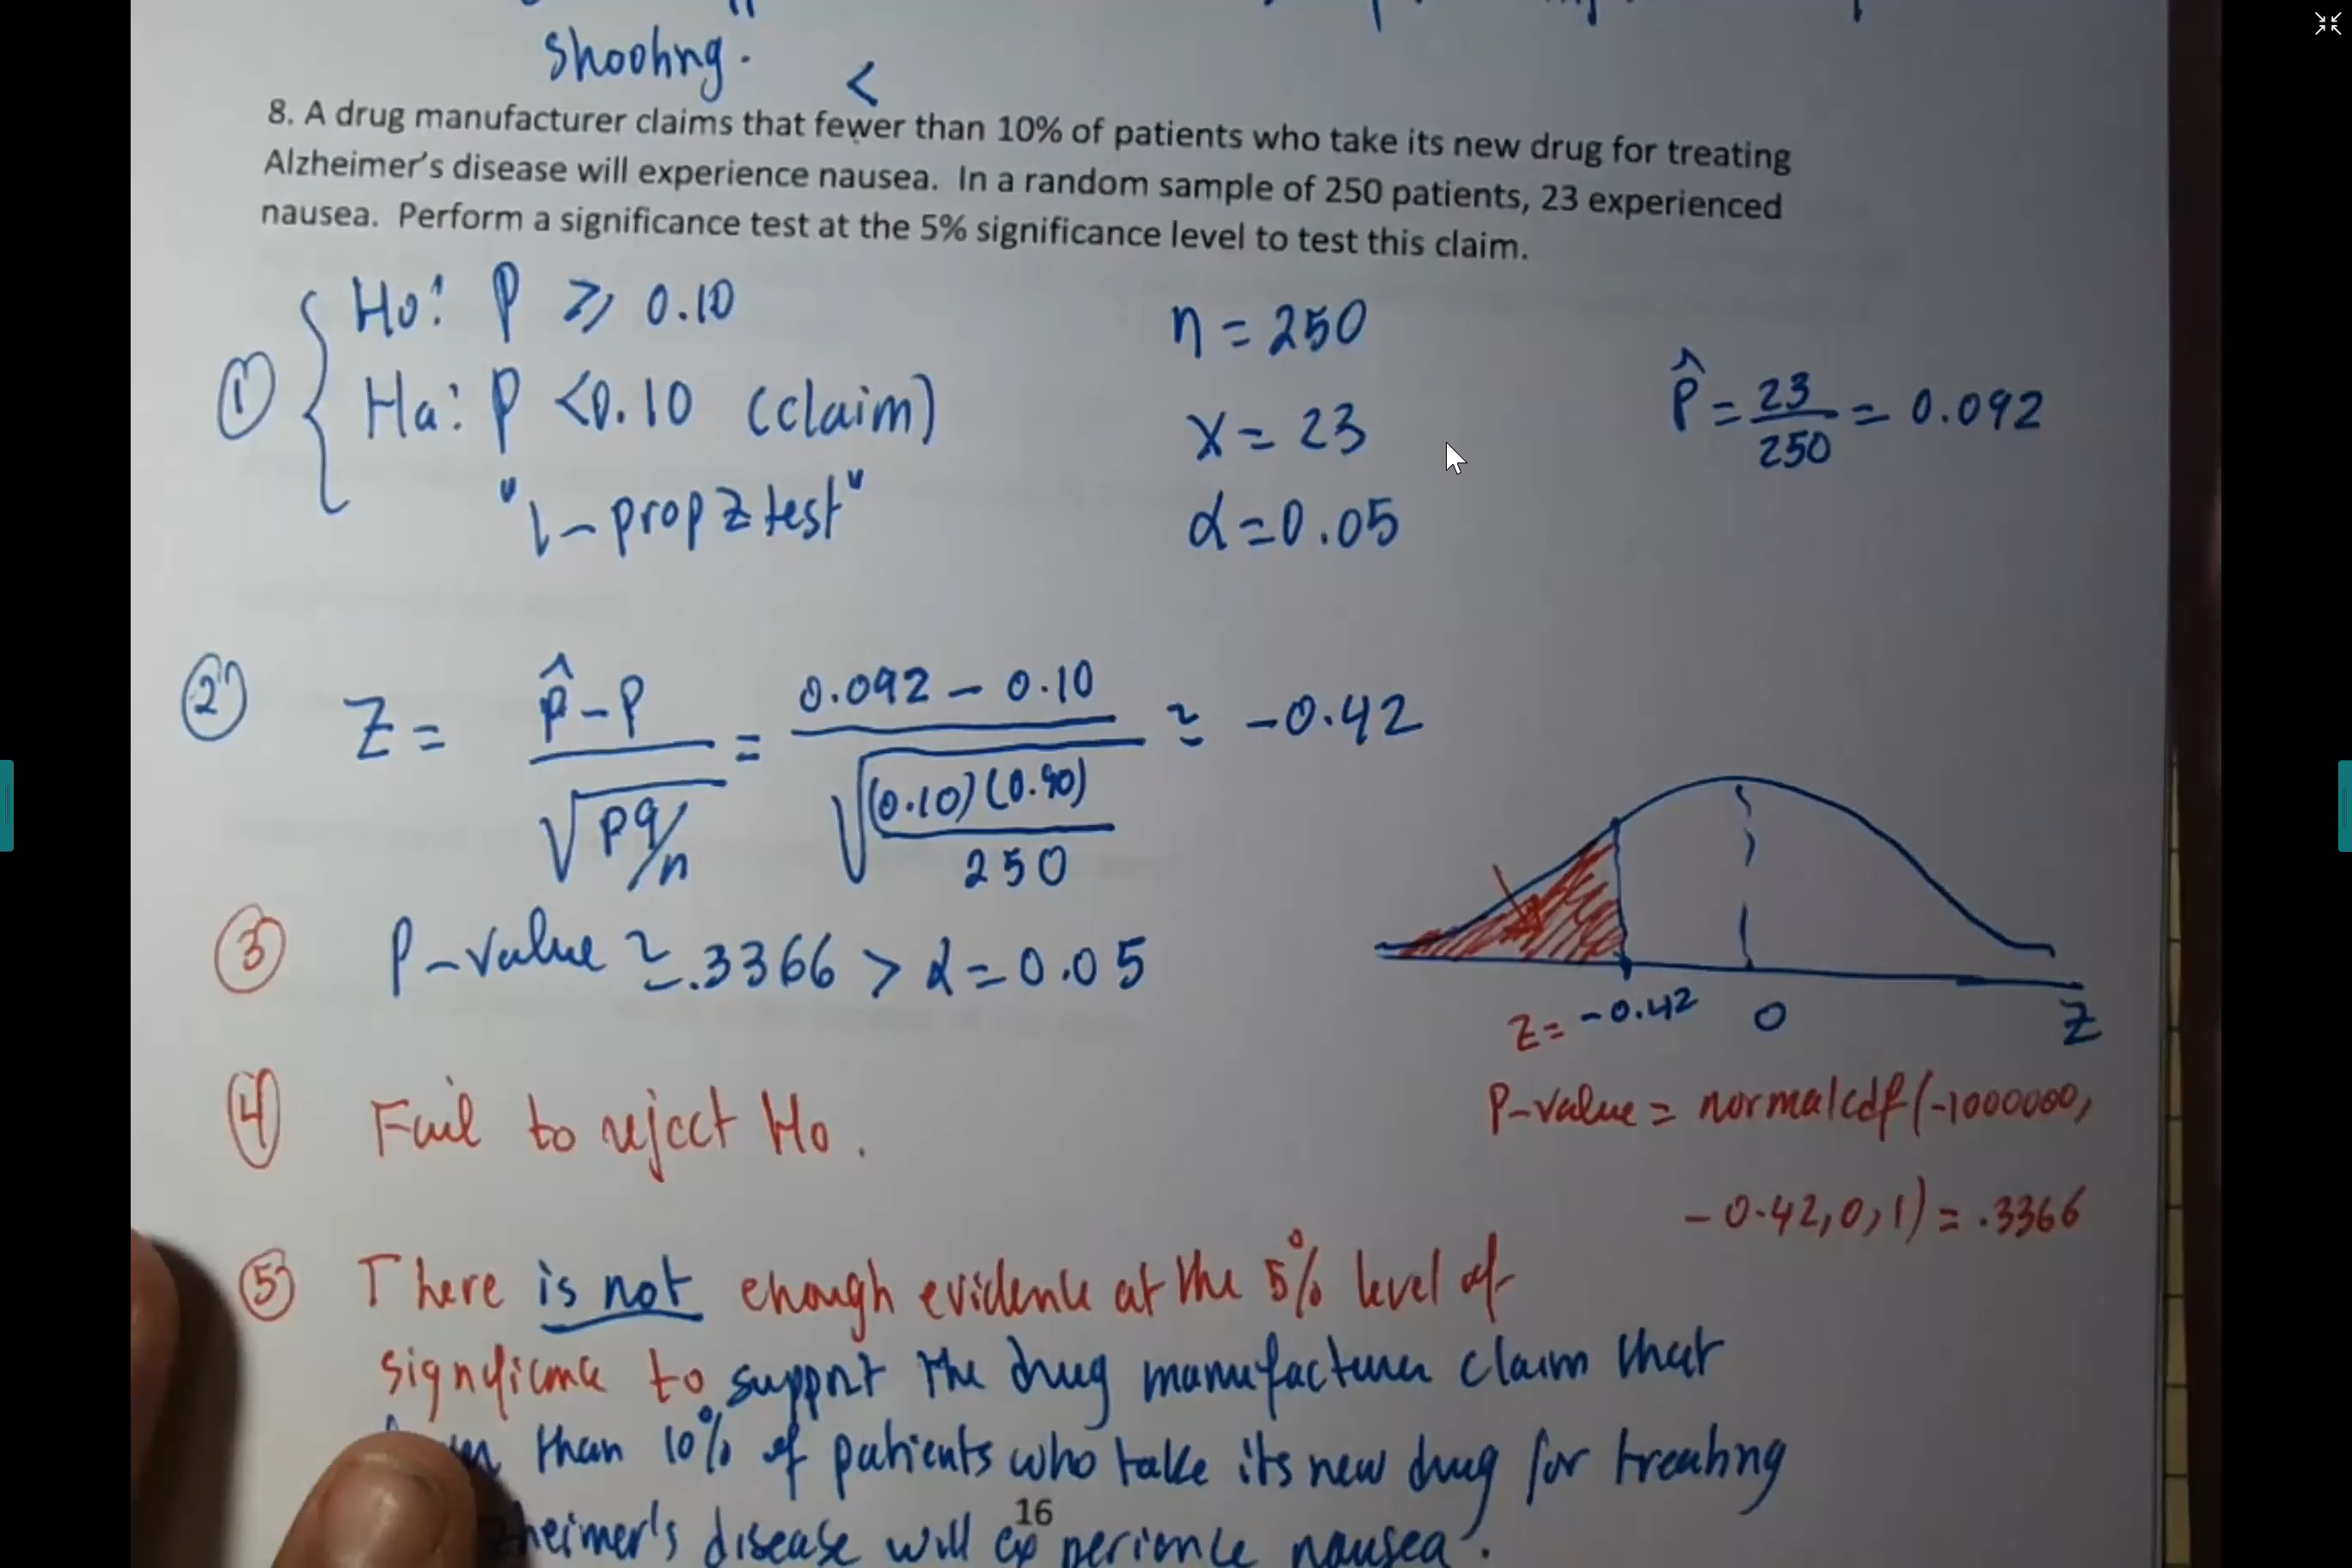 shooting.
<
8. A drug manufacturer claims that fewer than 10% of patients who take its new drug for treating
Alzheimer's disease will experience nausea.  In a random sample of 250 patients, 23 experienced
nausea.  Perform a significance test at the 5% significance level to test this claim.
① Ho: P ≥ 0.10
Ha: P < 0.10 (claim)
"1-prop Z test"
n = 250
x = 23
α = 0.05
p̂ = 23/250 = 0.092
② Z = (p̂ - P)/√(pq/n) = (0.092 - 0.10)/√((0.10)(0.90)/250) ≃ -0.42
③ P-value ≃ .3366 > α = 0.05
Z = -0.42 0 Z
P-value = normalcdf(-1000000,
-0.42, 0, 1) = .3366
④ Fail to reject Ho.
⑤ There is not enough evidence at the 5% level of
significance to support the drug manufacturer claim that
than 10% of patients who take its new drug for treating
disease will experience nausea.
16